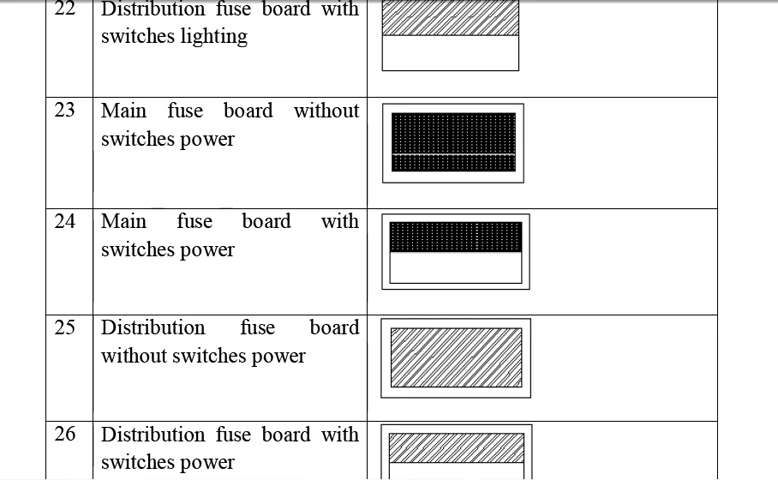 22 Distribution fuse board with
switches lighting
23 Main fuse board without
switches power
24 Main fuse board with
switches power
25 Distribution fuse board
without switches power
26 Distribution fuse board with
switches power